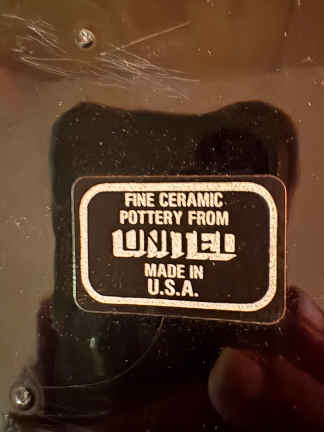 FINE CERAMIC
POTTERY FROM
UNITED
MADE IN
U.S.A.